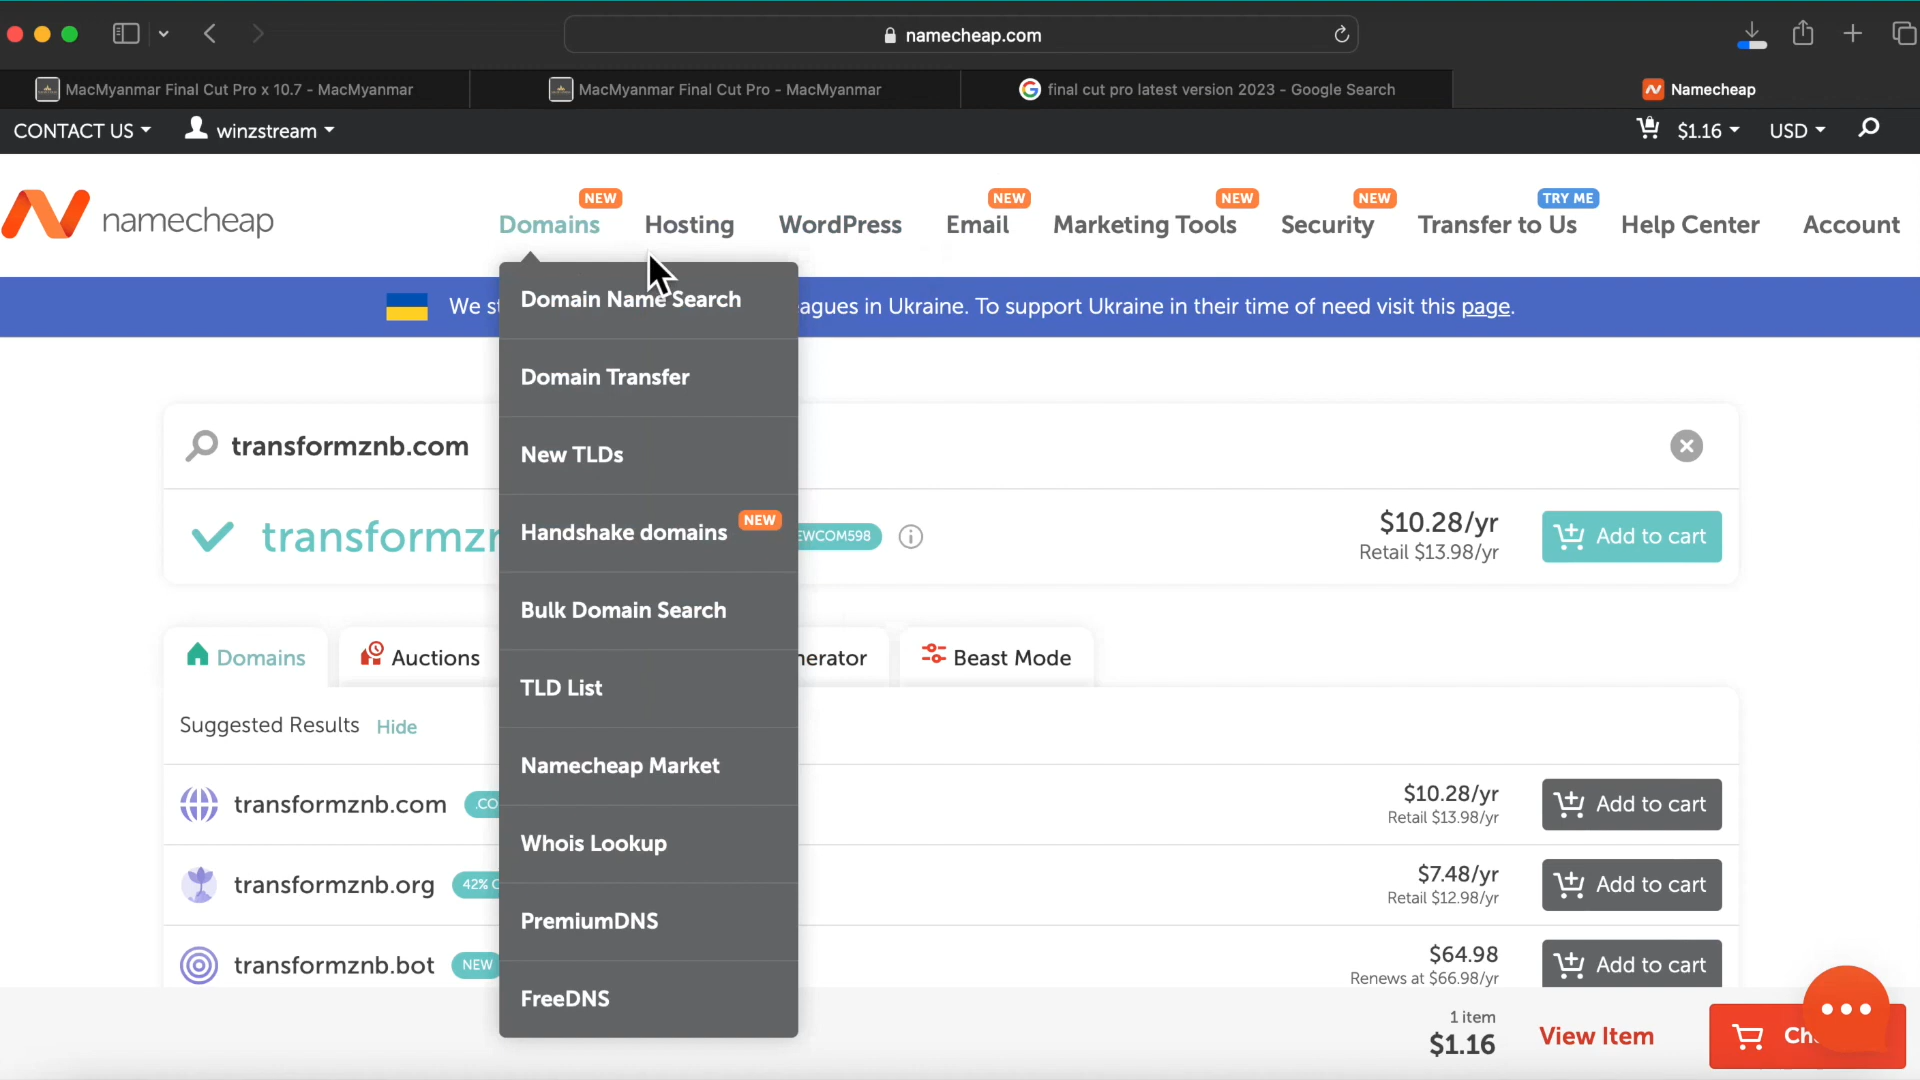 namecheap.com
MacMyanmar Final Cut Pro x 10.7 - MacMyanmar
MacMyanmar Final Cut Pro - MacMyanmar
final cut pro latest version 2023 - Google Search
Namecheap
CONTACT US
winzstream
$1.16
USD
namecheap
NEW
NEW
NEW
NEW
TRY ME
Domains
Hosting
WordPress
Email
Marketing Tools
Security
Transfer to Us
Help Center
Account
We st
agues in Ukraine. To support Ukraine in their time of need visit this page.
Domain Name Search
Domain Transfer
New TLDs
Handshake domains NEW
Bulk Domain Search
TLD List
Namecheap Market
Whois Lookup
PremiumDNS
FreeDNS
transformznb.com
transformzn
EWCOM598
$10.28/yr
Retail $13.98/yr
Add to cart
Domains
Auctions
nerator
Beast Mode
Suggested Results Hide
transformznb.com .CO
$10.28/yr
Retail $13.98/yr
Add to cart
transformznb.org 42%
$7.48/yr
Retail $12.98/yr
Add to cart
transformznb.bot NEW
$64.98
Renews at $66.98/yr
Add to cart
1 item
$1.16
View Item
Ch